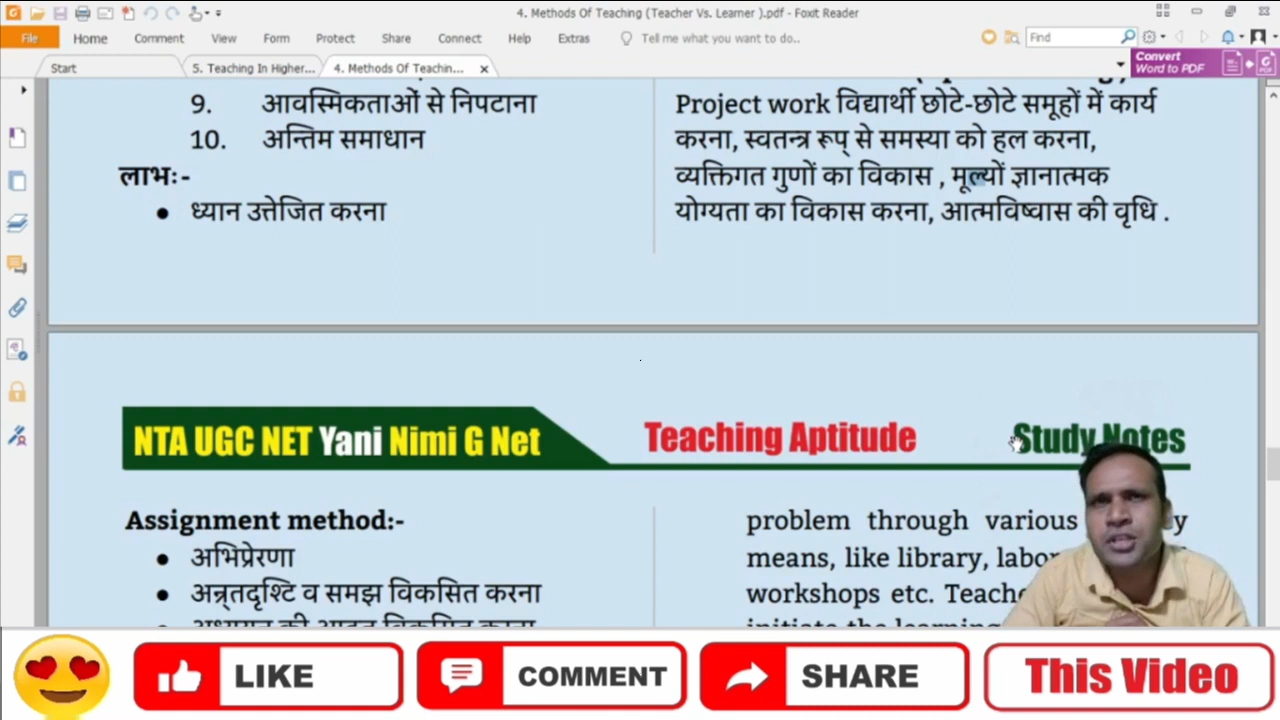 4. Methods Of Teaching (Teacher Vs. Learner ).pdf - Foxit Reader
File Home Comment View Form Protect Share Connect Help Extras Tell me what you want to do.. Find
Start 5. Teaching In Higher... 4. Methods Of Teachin... Convert Word to PDF
9. आवस्मिकताओं से निपटाना
10. अन्तिम समाधान
लाभः-
• ध्यान उत्तेजित करना
Project work विद्यार्थी छोटे-छोटे समूहों में कार्य
करना, स्वतन्त्र रूप् से समस्या को हल करना,
व्यक्तिगत गुणों का विकास , मूल्यों ज्ञानात्मक
योग्यता का विकास करना, आत्मविष्वास की वृधि .
NTA UGC NET Yani Nimi G Net Teaching Aptitude Study Notes
Assignment method:-
• अभिप्रेरणा
• अन्र्तदृश्टि व समझ विकसित करना
problem through various
means, like library,
workshops etc.
LIKE COMMENT SHARE This Video